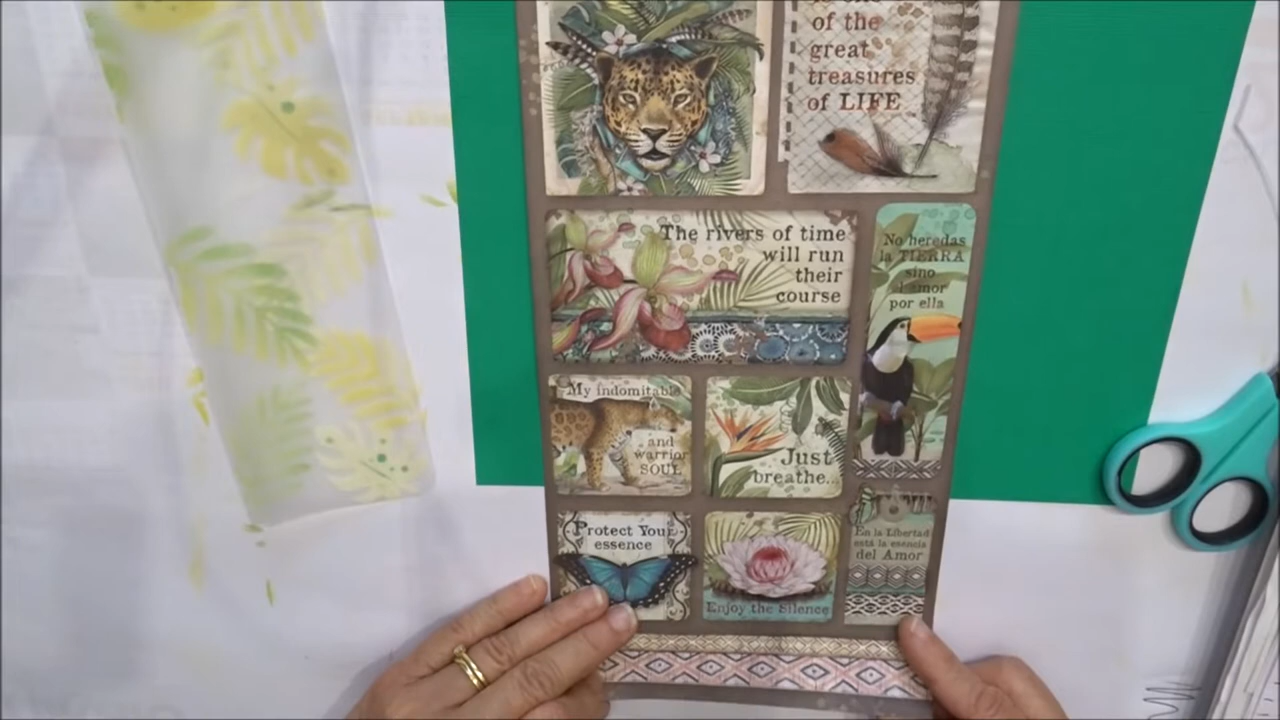 of the
great
treasures
of LIFE
The rivers of time
will run
their
course
No heredas
la TIERRA
sino
el amor
por ella
My indomitable
and
warrior
SOUL
Just
breathe...
Protect Your
essence
Enjoy the Silence
En la Libertad
está la esencia
del Amor